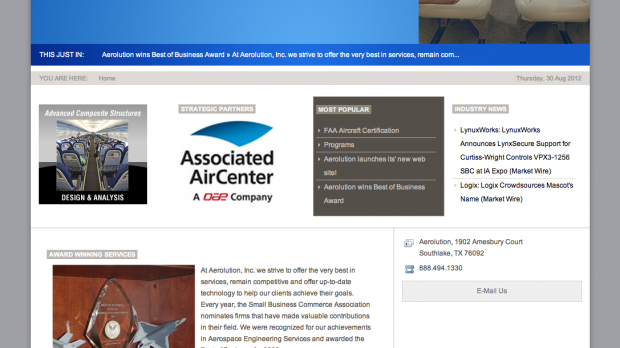 THIS JUST IN: Aerolution wins Best of Business Award » At Aerolution, Inc. we strive to offer the very best in services, remain com...
YOU ARE HERE: Home Thursday, 30 Aug 2012
Advanced Composite Structures
DESIGN & ANALYSIS
STRATEGIC PARTNERS
Associated
AirCenter
A DAE Company
MOST POPULAR
FAA Aircraft Certification
Programs
Aerolution launches its' new web
site!
Aerolution wins Best of Business
Award
INDUSTRY NEWS
LynuxWorks: LynuxWorks
Announces LynxSecure Support for
Curtiss-Wright Controls VPX3-1256
SBC at IA Expo (Market Wire)
Logix: Logix Crowdsources Mascot's
Name (Market Wire)
AWARD WINNING SERVICES
At Aerolution, Inc. we strive to offer the very best in
services, remain competitive and offer up-to-date
technology to help our clients achieve their goals.
Every year, the Small Business Commerce Association
nominates firms that have made valuable contributions
in their field. We were recognized for our achievements
in Aerospace Engineering Services and awarded the
Aerolution, 1902 Amesbury Court
Southlake, TX 76092
888.494.1330
E-Mail Us